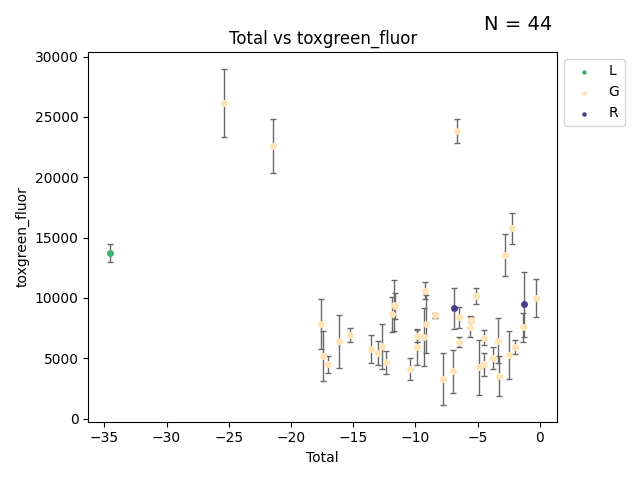 N = 44
Total vs toxgreen_fluor
30000
25000
20000
15000
10000
5000
0
toxgreen_fluor
−35
−30
−25
−20
−15
−10
−5
0
Total
L
G
R